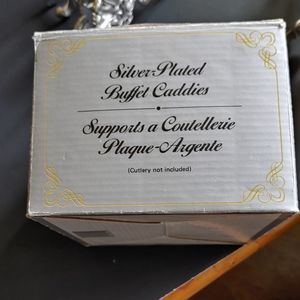 Silver-Plated
Buffet Caddies
Supports a Coutellerie
Plaque-Argente
(Cutlery not included)